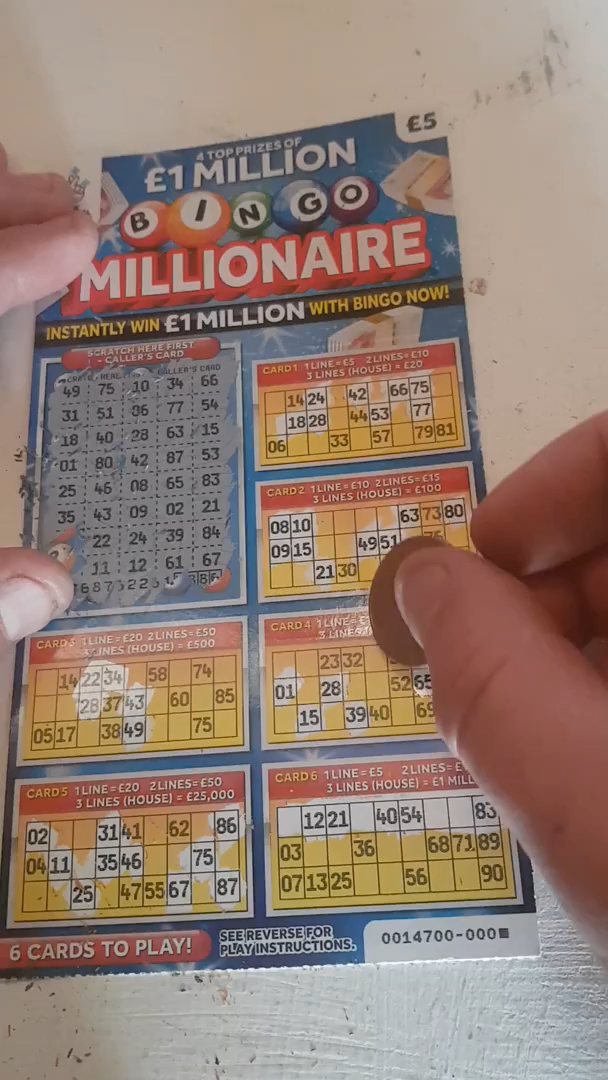 £5
4 TOP PRIZES OF
£1 MILLION
BINGO
MILLIONAIRE
INSTANTLY WIN £1 MILLION WITH BINGO NOW!
SCRATCH HERE FIRST
- CALLER'S CARD
CALLER'S CARD
49 75 10 34 66
31 51 06 77 54
18 40 28 63 15
01 80 42 87 53
25 46 08 65 83
35 43 09 02 21
22 24 39 84
11 12 61 67
CARD 1 1 LINE = £5 2 LINES = £10
3 LINES (HOUSE) = £20
14 24 42 66 75
18 28 44 53 77
06 33 57 79 81
CARD 2 1 LINE = £10 2 LINES = £15
3 LINES (HOUSE) = £100
08 10 63 73 80
09 15 49 51
21 30
CARD 3 1 LINE = £20 2 LINES = £50
3 LINES (HOUSE) = £500
14 22 34 58 74
28 37 43 60 85
05 17 38 49 75
CARD 4 1 LINE =
3 LINES
23 32
01 28 52 65
15 39 40
CARD 5 1 LINE = £20 2 LINES = £50
3 LINES (HOUSE) = £25,000
02 31 41 62 86
04 11 35 46 75
25 47 55 67 87
CARD 6 1 LINE = £5 2 LINES =
3 LINES (HOUSE) = £1 MILL
12 21 40 54 83
03 36 68 71 89
07 13 25 56 90
6 CARDS TO PLAY!
SEE REVERSE FOR
PLAY INSTRUCTIONS.
0014700-000